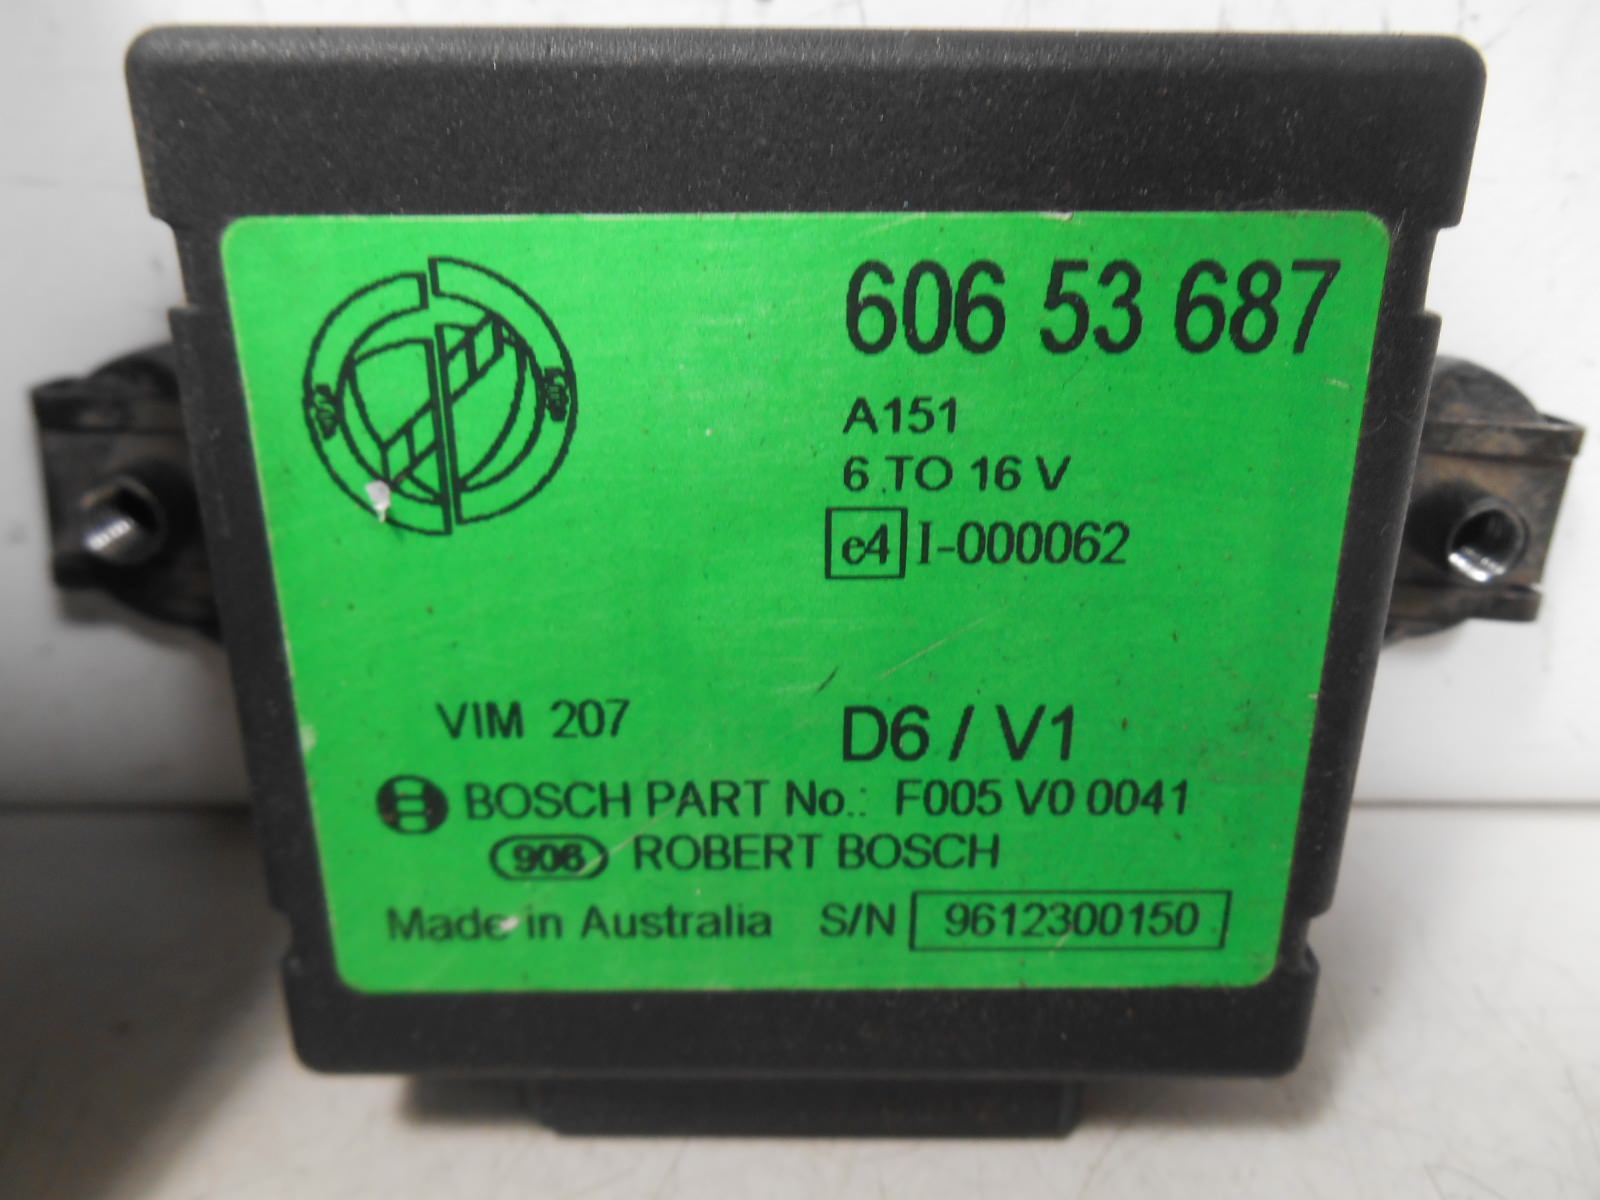 606 53 687
A151
6 TO 16 V
e4 I-000062
VIM 207 D6 / V1
BOSCH PART No.: F005 V0 0041
906 ROBERT BOSCH
Made in Australia S/N 9612300150